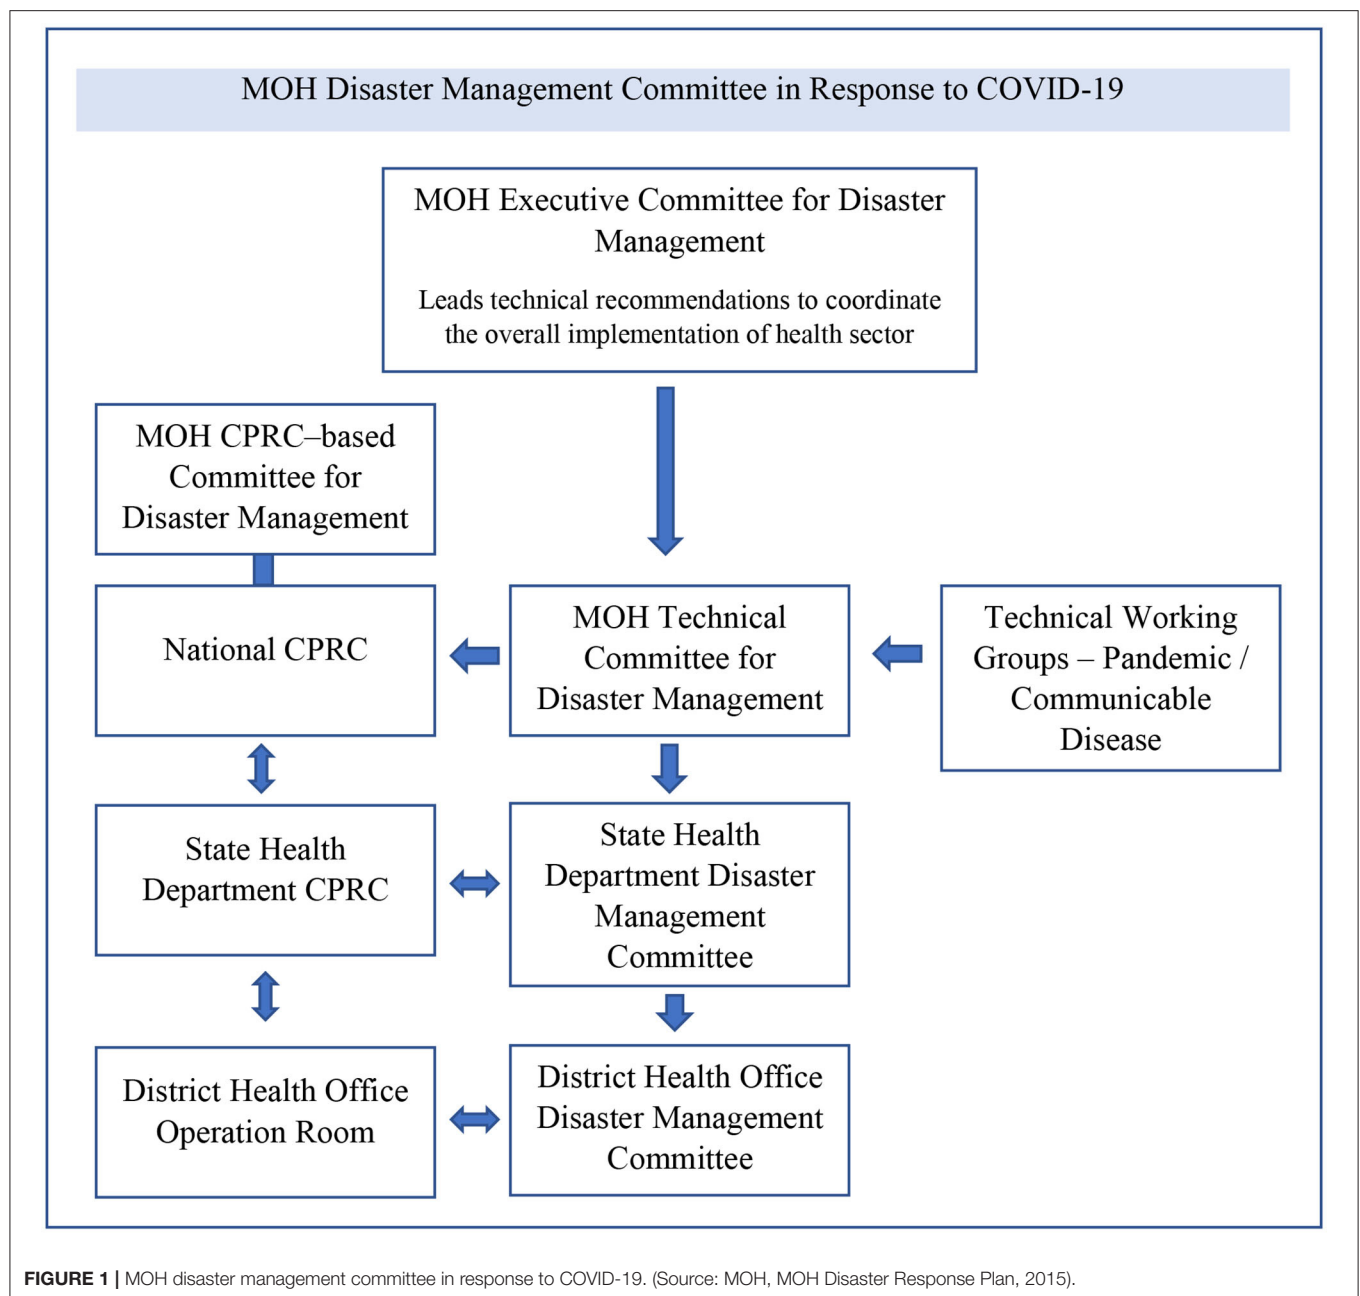 MOH Disaster Management Committee in Response to COVID-19
MOH Executive Committee for Disaster
Management
Leads technical recommendations to coordinate
the overall implementation of health sector
MOH CPRC–based
Committee for
Disaster Management
National CPRC
MOH Technical
Committee for
Disaster Management
Technical Working
Groups – Pandemic /
Communicable
Disease
State Health
Department CPRC
State Health
Department Disaster
Management
Committee
District Health Office
Operation Room
District Health Office
Disaster Management
Committee
FIGURE 1 | MOH disaster management committee in response to COVID-19. (Source: MOH, MOH Disaster Response Plan, 2015).